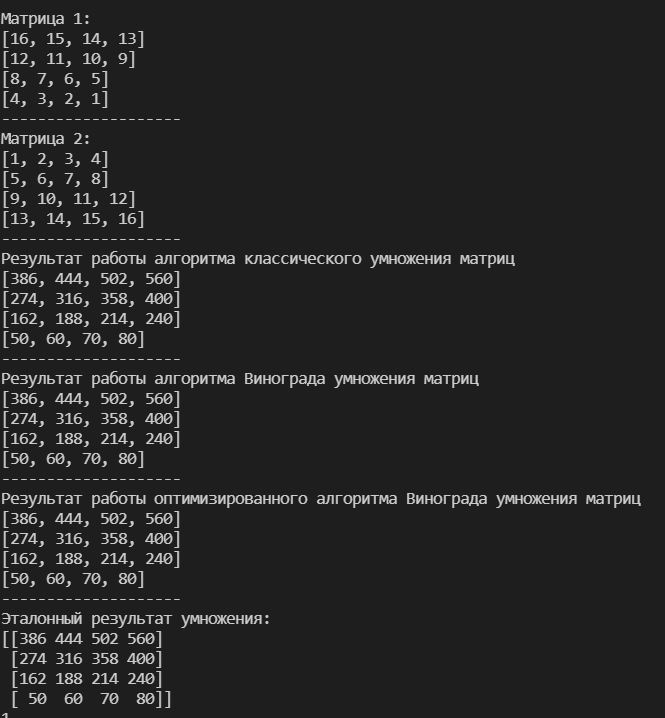 Матрица 1:
[16, 15, 14, 13]
[12, 11, 10, 9]
[8, 7, 6, 5]
[4, 3, 2, 1]
--------------------
Матрица 2:
[1, 2, 3, 4]
[5, 6, 7, 8]
[9, 10, 11, 12]
[13, 14, 15, 16]
--------------------
Результат работы алгоритма классического умножения матриц
[386, 444, 502, 560]
[274, 316, 358, 400]
[162, 188, 214, 240]
[50, 60, 70, 80]
--------------------
Результат работы алгоритма Винограда умножения матриц
[386, 444, 502, 560]
[274, 316, 358, 400]
[162, 188, 214, 240]
[50, 60, 70, 80]
--------------------
Результат работы оптимизированного алгоритма Винограда умножения матриц
[386, 444, 502, 560]
[274, 316, 358, 400]
[162, 188, 214, 240]
[50, 60, 70, 80]
--------------------
Эталонный результат умножения:
[[386 444 502 560]
 [274 316 358 400]
 [162 188 214 240]
 [ 50  60  70  80]]